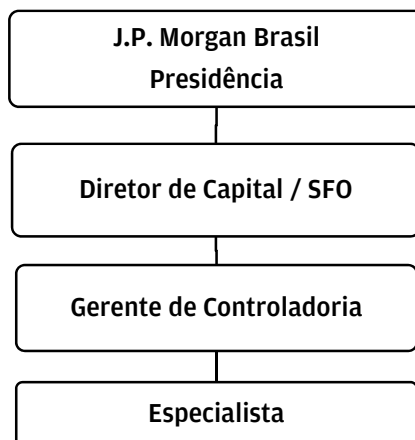 J.P. Morgan Brasil
Presidência
Diretor de Capital / SFO
Gerente de Controladoria
Especialista